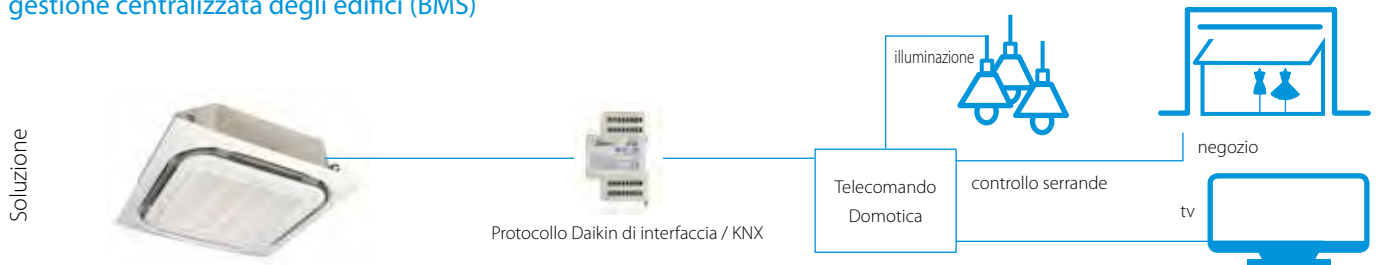 gestione centralizzata degli edifici (BMS)
Soluzione
illuminazione
negozio
Telecomando
Domotica
controllo serrande
tv
Protocollo Daikin di interfaccia / KNX